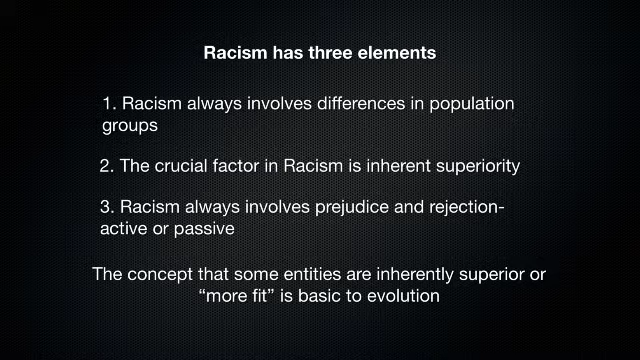 Racism has three elements
1. Racism always involves differences in population
groups
2. The crucial factor in Racism is inherent superiority
3. Racism always involves prejudice and rejection-
active or passive
The concept that some entities are inherently superior or
“more fit” is basic to evolution